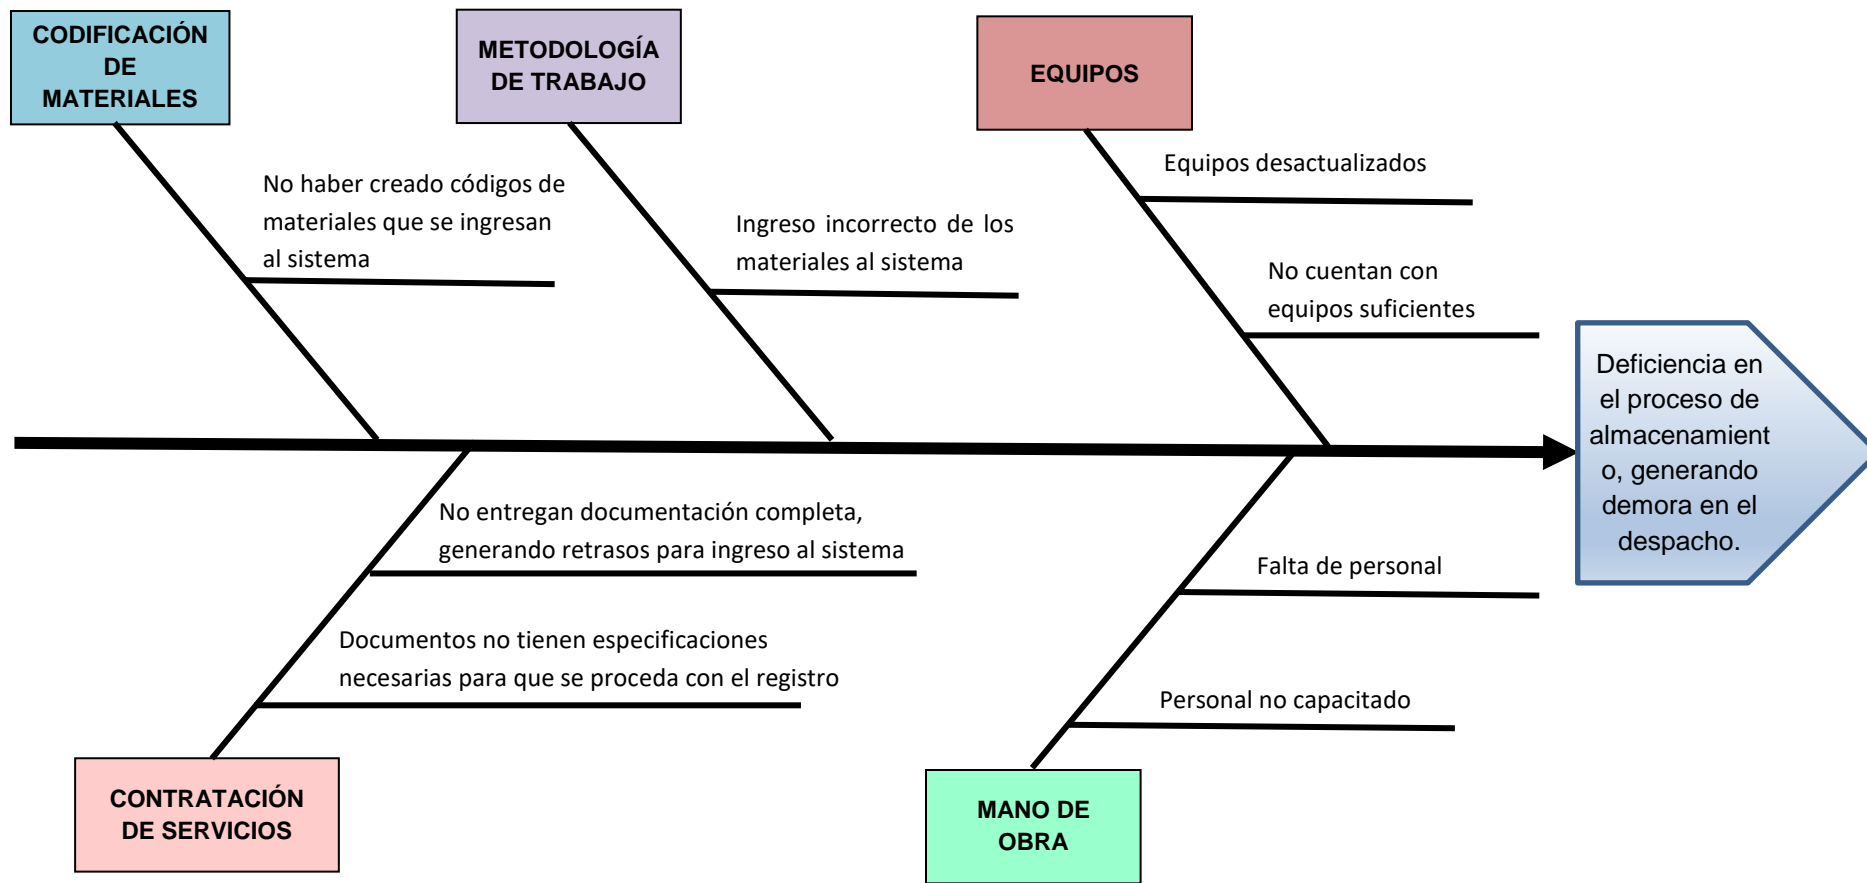 CODIFICACIÓN
DE
MATERIALES
METODOLOGÍA
DE TRABAJO
EQUIPOS
No haber creado códigos de
materiales que se ingresan
al sistema
Ingreso incorrecto de los
materiales al sistema
Equipos desactualizados
No cuentan con
equipos suficientes
Deficiencia en
el proceso de
almacenamient
o, generando
demora en el
despacho.
No entregan documentación completa,
generando retrasos para ingreso al sistema
Documentos no tienen especificaciones
necesarias para que se proceda con el registro
Falta de personal
Personal no capacitado
CONTRATACIÓN
DE SERVICIOS
MANO DE
OBRA